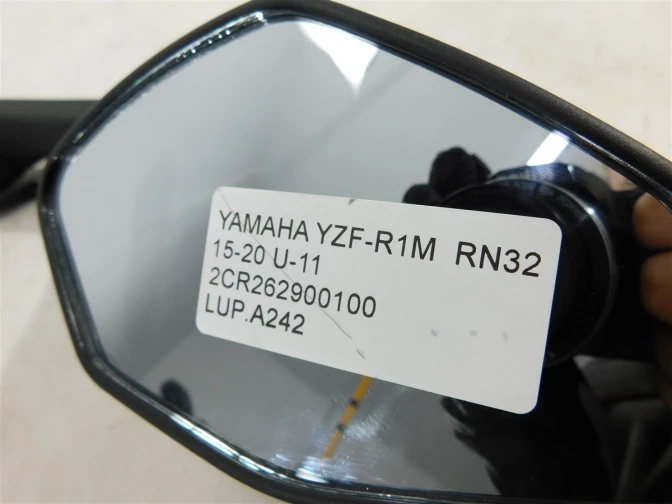 YAMAHA YZF-R1M RN32
15-20 U-11
2CR262900100
LUP.A242